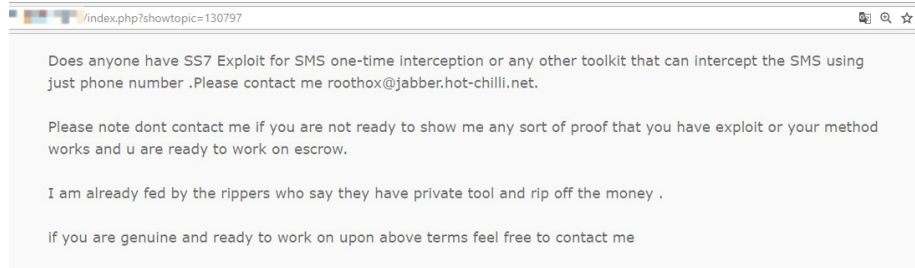 /index.php?showtopic=130797
Does anyone have SS7 Exploit for SMS one-time interception or any other toolkit that can intercept the SMS using
just phone number .Please contact me roothox@jabber.hot-chilli.net.
Please note dont contact me if you are not ready to show me any sort of proof that you have exploit or your method
works and u are ready to work on escrow.
I am already fed by the rippers who say they have private tool and rip off the money .
if you are genuine and ready to work on upon above terms feel free to contact me